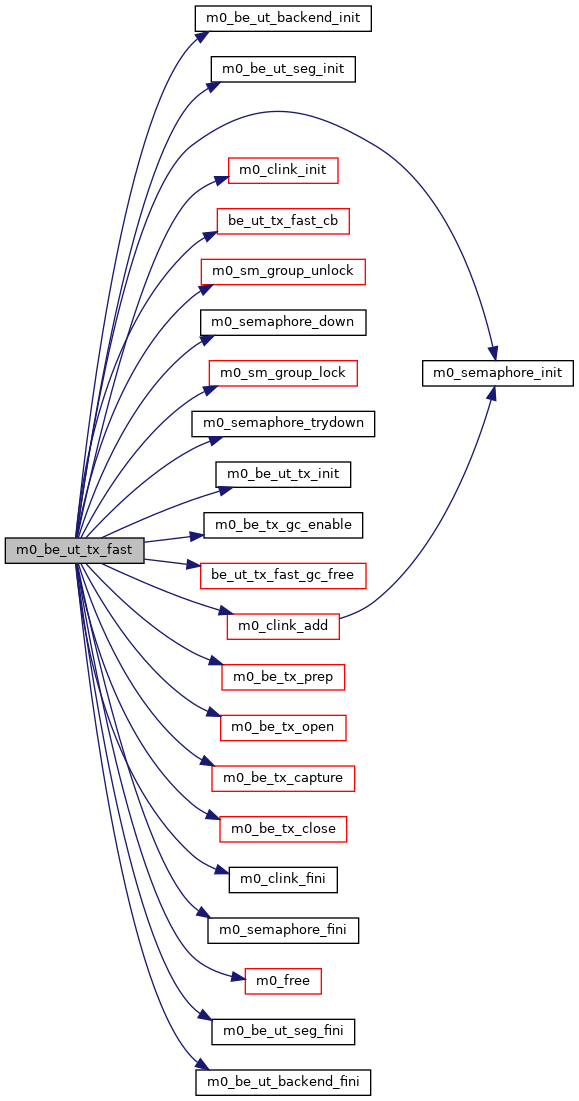 m0_be_ut_backend_init
m0_be_ut_seg_init
m0_clink_init
be_ut_tx_fast_cb
m0_sm_group_unlock
m0_semaphore_down
m0_semaphore_init
m0_sm_group_lock
m0_semaphore_trydown
m0_be_ut_tx_init
m0_be_tx_gc_enable
m0_be_ut_tx_fast
be_ut_tx_fast_gc_free
m0_clink_add
m0_be_tx_prep
m0_be_tx_open
m0_be_tx_capture
m0_be_tx_close
m0_clink_fini
m0_semaphore_fini
m0_free
m0_be_ut_seg_fini
m0_be_ut_backend_fini